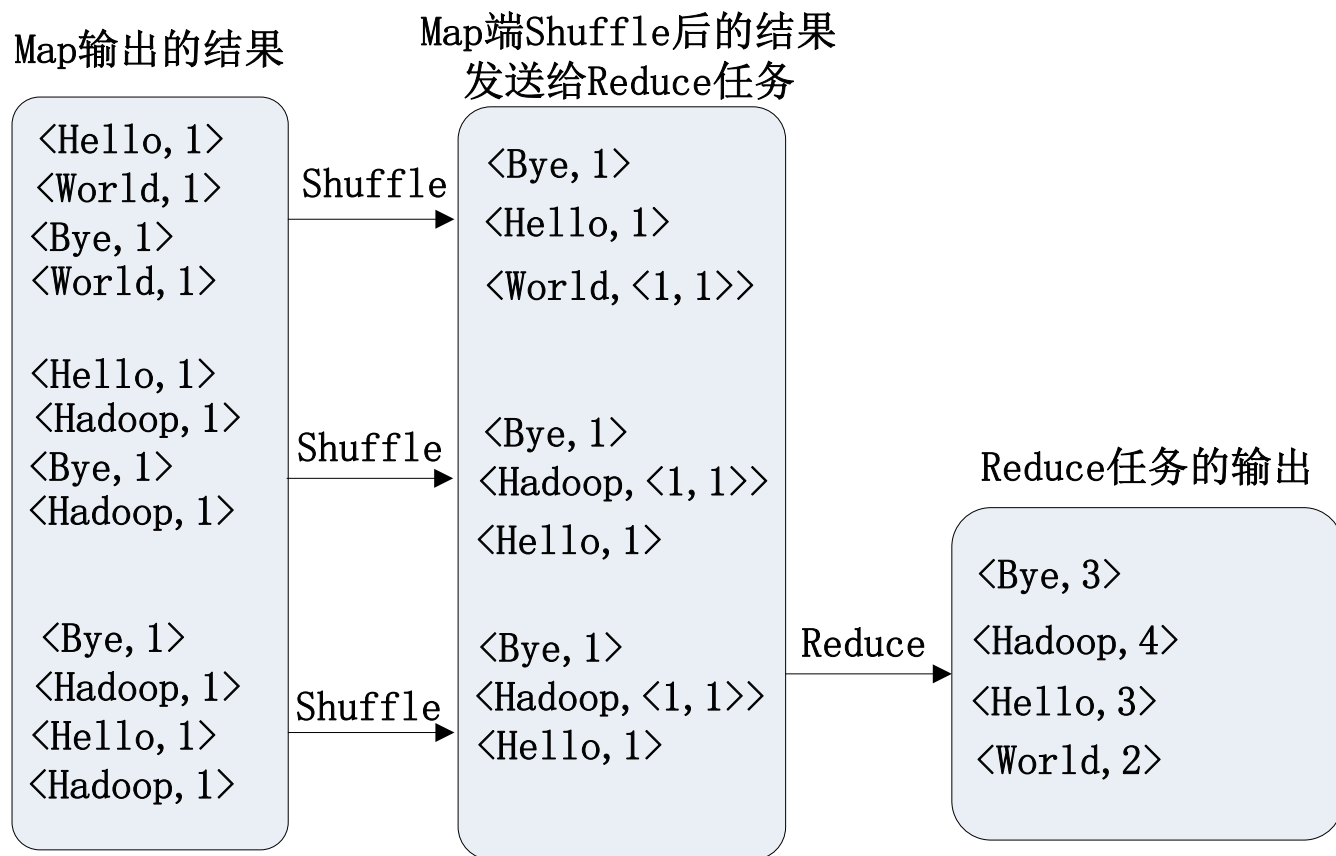 Map输出的结果
<Hello,1>
<World,1>
<Bye,1>
<World,1>
<Hello,1>
<Hadoop,1>
<Bye,1>
<Hadoop,1>
<Bye,1>
<Hadoop,1>
<Hello,1>
<Hadoop,1>
Shuffle
Shuffle
Shuffle
Map端Shuffle后的结果
发送给Reduce任务
<Bye,1>
<Hello,1>
<World,<1,1>>
<Bye,1>
<Hadoop,<1,1>>
<Hello,1>
<Bye,1>
<Hadoop,<1,1>>
<Hello,1>
Reduce
Reduce任务的输出
<Bye,3>
<Hadoop,4>
<Hello,3>
<World,2>